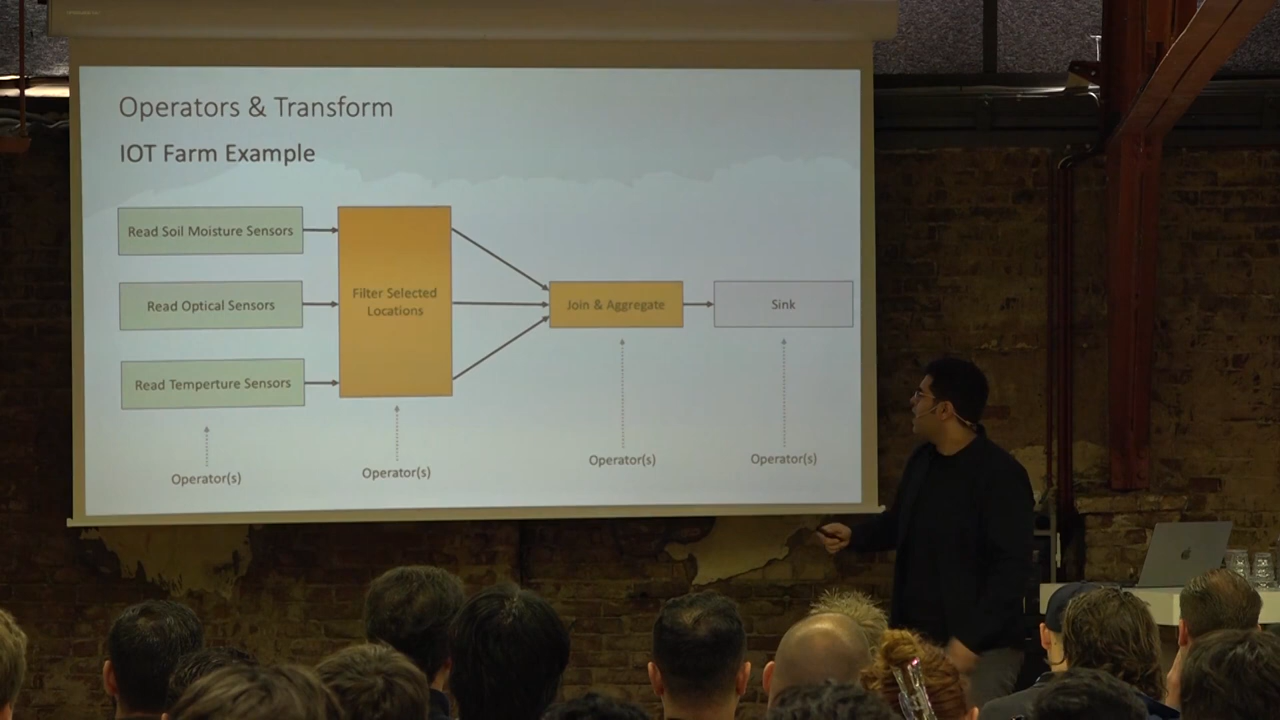 Operators & Transform
IOT Farm Example
Read Soil Moisture Sensors
Read Optical Sensors
Read Temperture Sensors
Filter Selected
Locations
Join & Aggregate
Sink
Operator(s)
Operator(s)
Operator(s)
Operator(s)